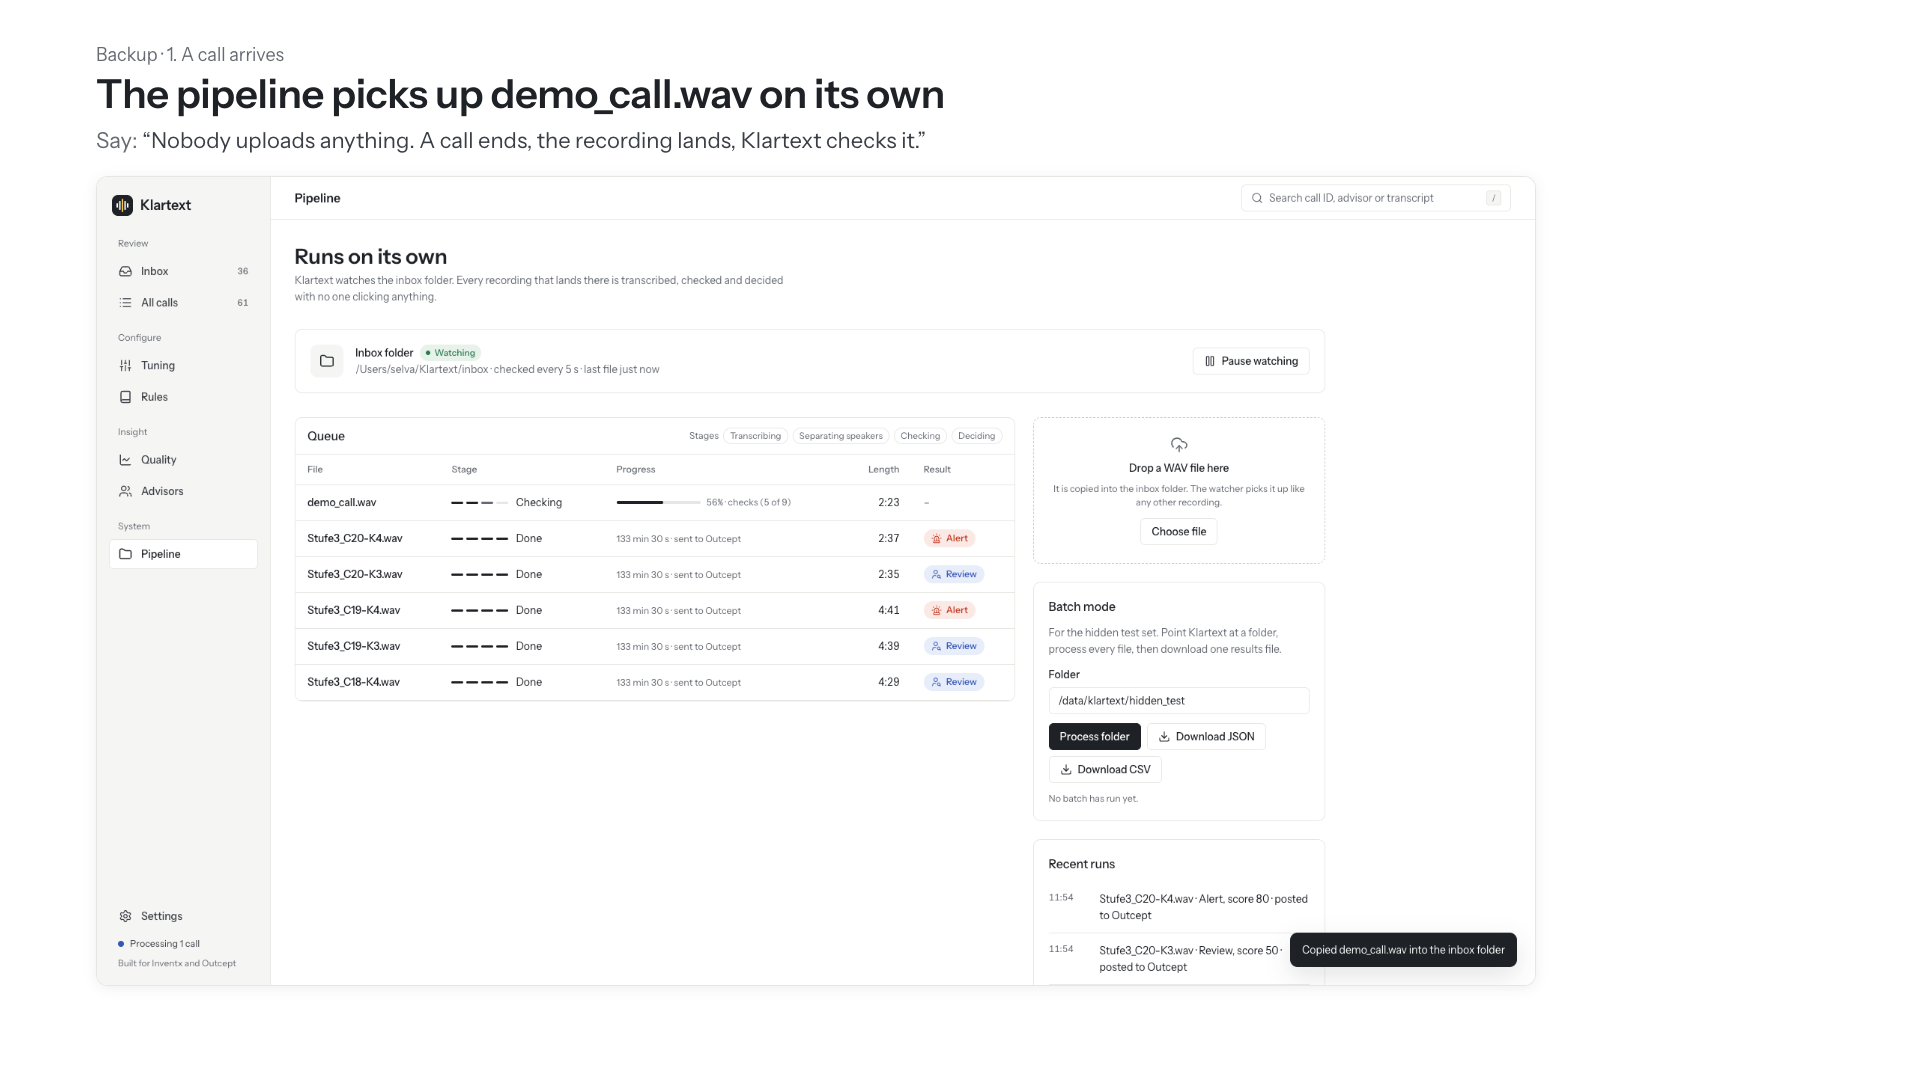 Backup · 1. A call arrives
The pipeline picks up demo_call.wav on its own
Say: “Nobody uploads anything. A call ends, the recording lands, Klartext checks it.”
Klartext
Review
Inbox 36
All calls 61
Configure
Tuning
Rules
Insight
Quality
Advisors
System
Pipeline
Settings
Processing 1 call
Built for Inventx and Outcept
Pipeline
Search call ID, advisor or transcript /
Runs on its own
Klartext watches the inbox folder. Every recording that lands there is transcribed, checked and decided
with no one clicking anything.
Inbox folder Watching
/Users/selva/Klartext/inbox · checked every 5 s · last file just now
Pause watching
Queue Stages Transcribing Separating speakers Checking Deciding
File Stage Progress Length Result
demo_call.wav Checking 56% · checks (5 of 9) 2:23 –
Stufe3_C20-K4.wav Done 133 min 30 s · sent to Outcept 2:37 Alert
Stufe3_C20-K3.wav Done 133 min 30 s · sent to Outcept 2:35 Review
Stufe3_C19-K4.wav Done 133 min 30 s · sent to Outcept 4:41 Alert
Stufe3_C19-K3.wav Done 133 min 30 s · sent to Outcept 4:39 Review
Stufe3_C18-K4.wav Done 133 min 30 s · sent to Outcept 4:29 Review
Drop a WAV file here
It is copied into the inbox folder. The watcher picks it up like
any other recording.
Choose file
Batch mode
For the hidden test set. Point Klartext at a folder,
process every file, then download one results file.
Folder
/data/klartext/hidden_test
Process folder Download JSON
Download CSV
No batch has run yet.
Recent runs
11:54 Stufe3_C20-K4.wav · Alert, score 80 · posted
to Outcept
11:54 Stufe3_C20-K3.wav · Review, score 50 ·
posted to Outcept
Copied demo_call.wav into the inbox folder